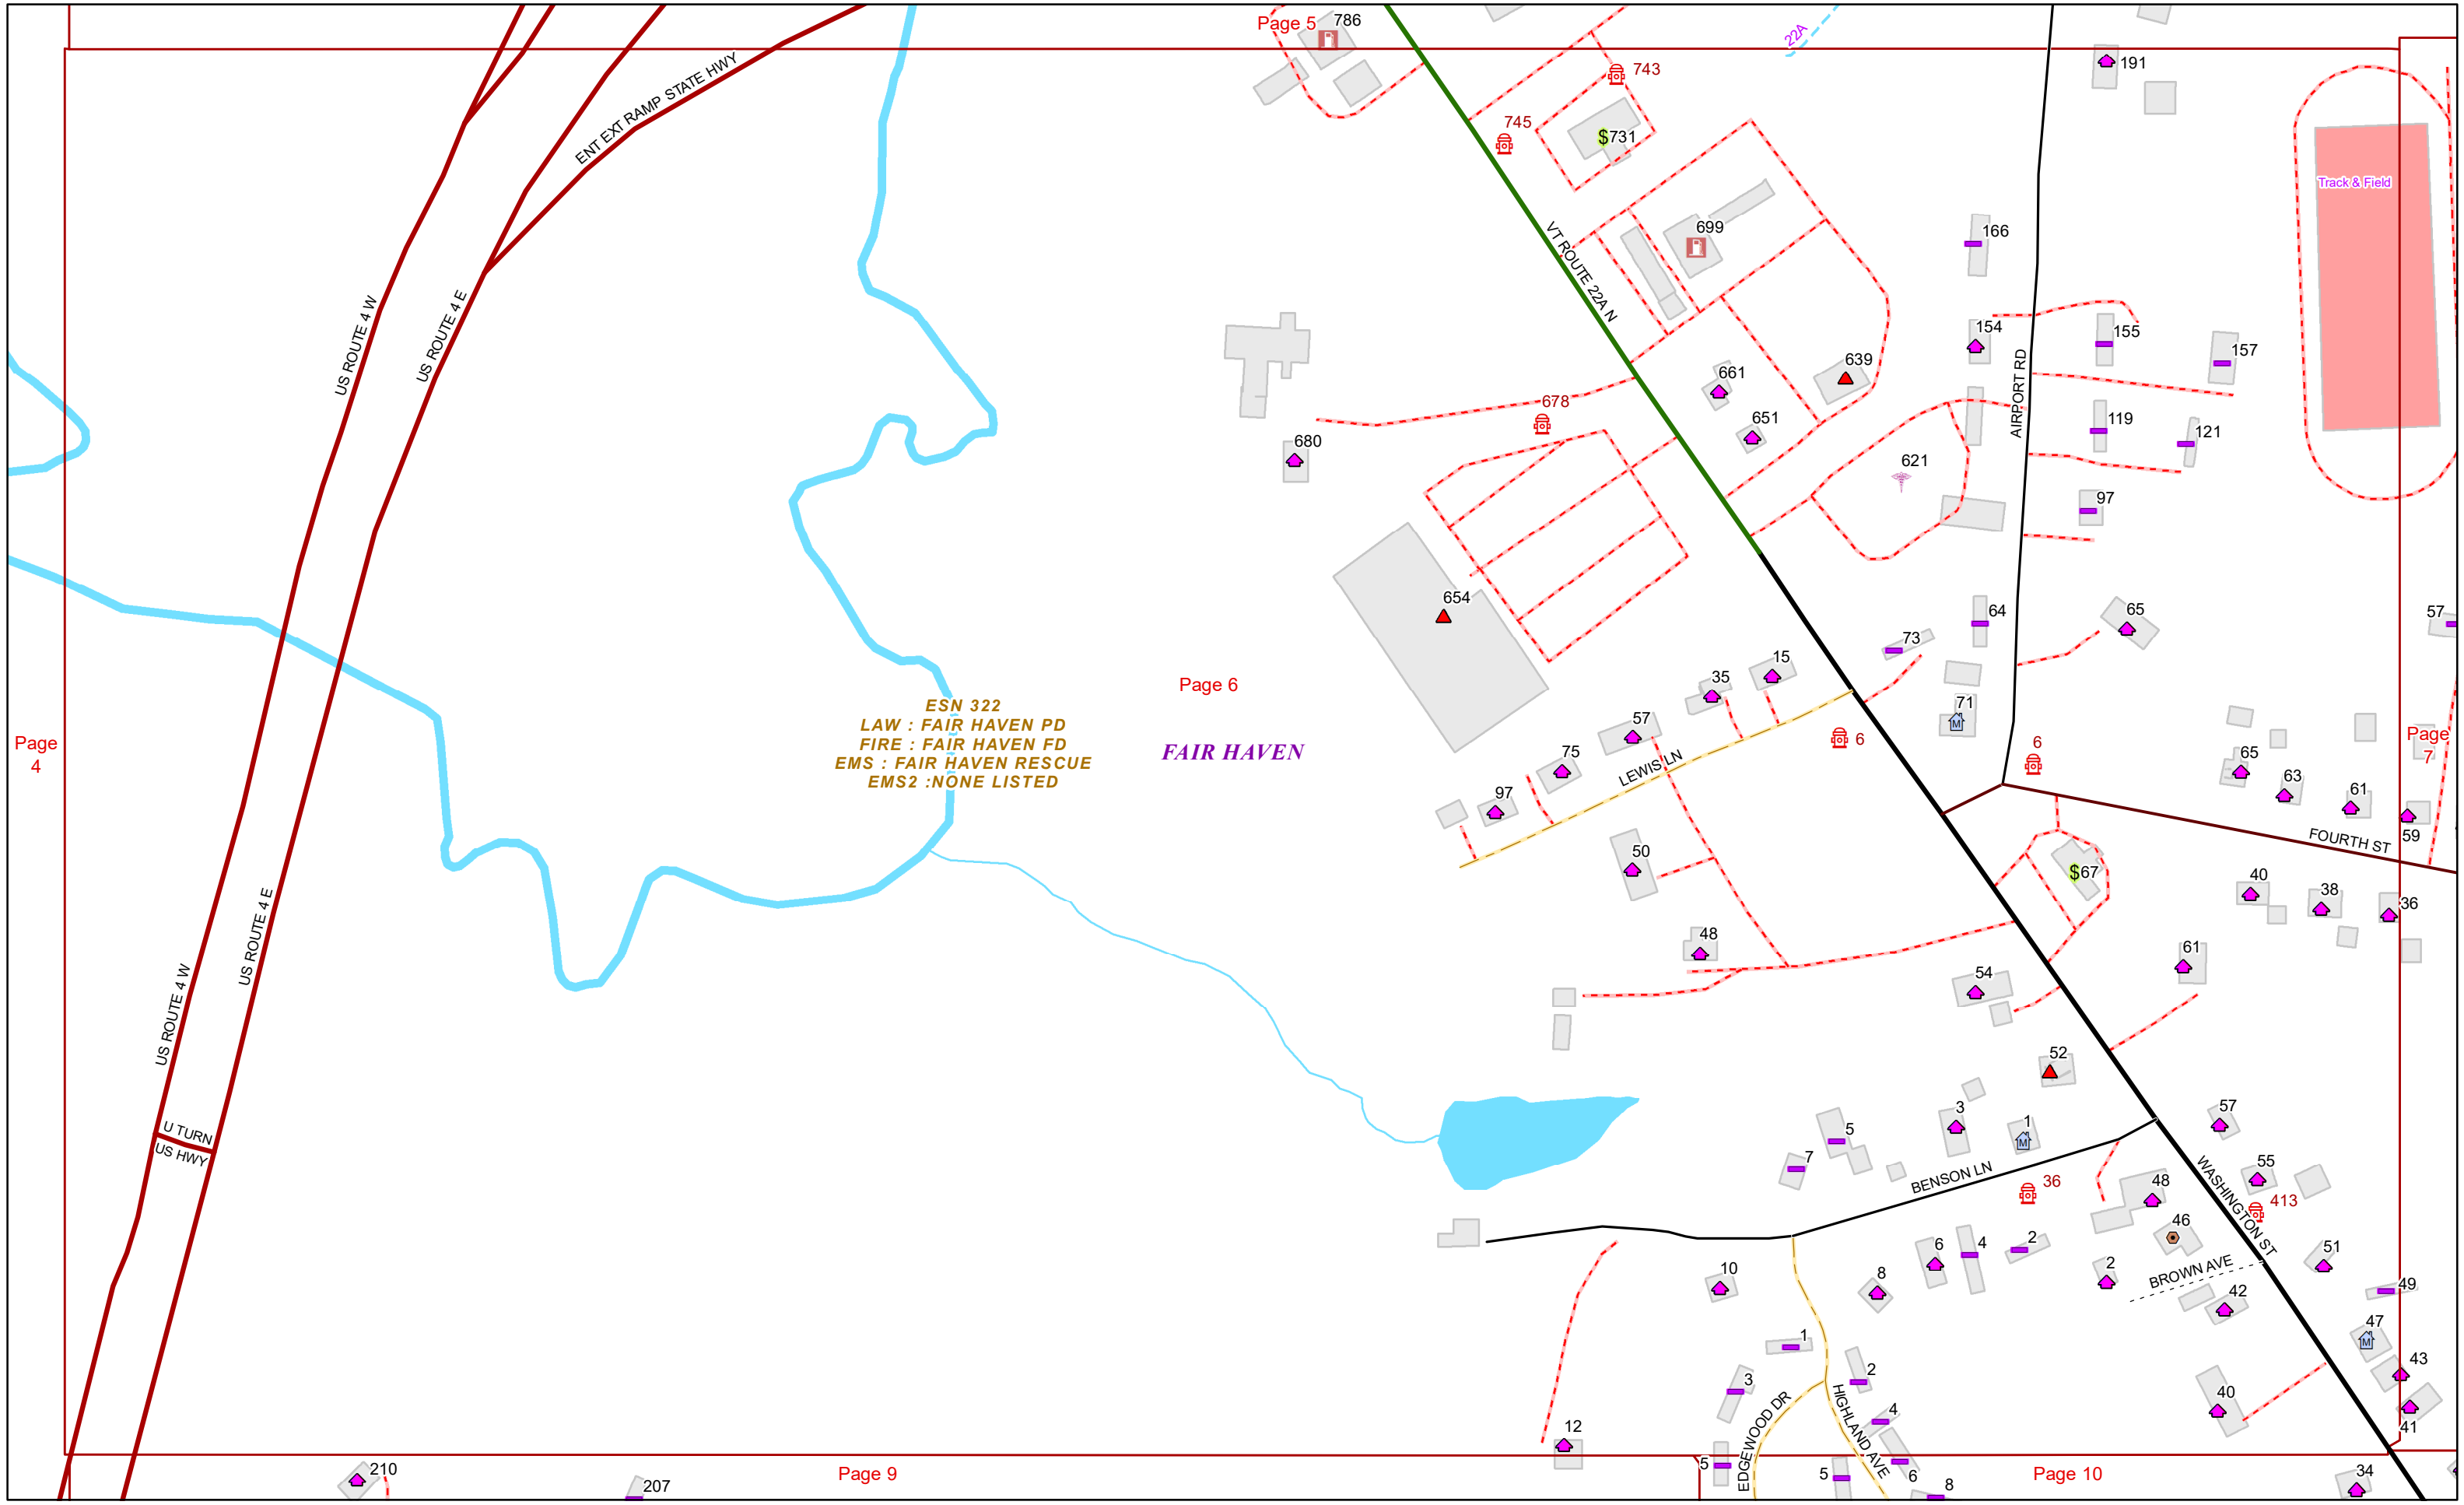 Page 5
786
22A
743
191
ENT EXT RAMP STATE HWY
745
$731
Track & Field
699
166
VT ROUTE 22A N
US ROUTE 4 W
US ROUTE 4 E
154
155
157
AIRPORT RD
661
639
678
651
119
121
680
621
97
654
64
65
57
73
15
35
71
Page 6
57
ESN 322
LAW : FAIR HAVEN PD
FIRE : FAIR HAVEN FD
EMS : FAIR HAVEN RESCUE
EMS2 :NONE LISTED
FAIR HAVEN
Page
4
Page
7
6
6
75
LEWIS LN
65
63
61
59
97
FOURTH ST
50
$67
40
38
36
48
61
54
US ROUTE 4 E
US ROUTE 4 W
52
57
3
1
5
7
U TURN
US HWY
BENSON LN
36
55
48
413
WASHINGTON ST
46
51
6
4
2
2
BROWN AVE
49
10
8
42
47
1
43
2
3
40
4
41
EDGEWOOD DR
HIGHLAND AVE
12
5
5
6
8
210
207
Page 9
Page 10
34